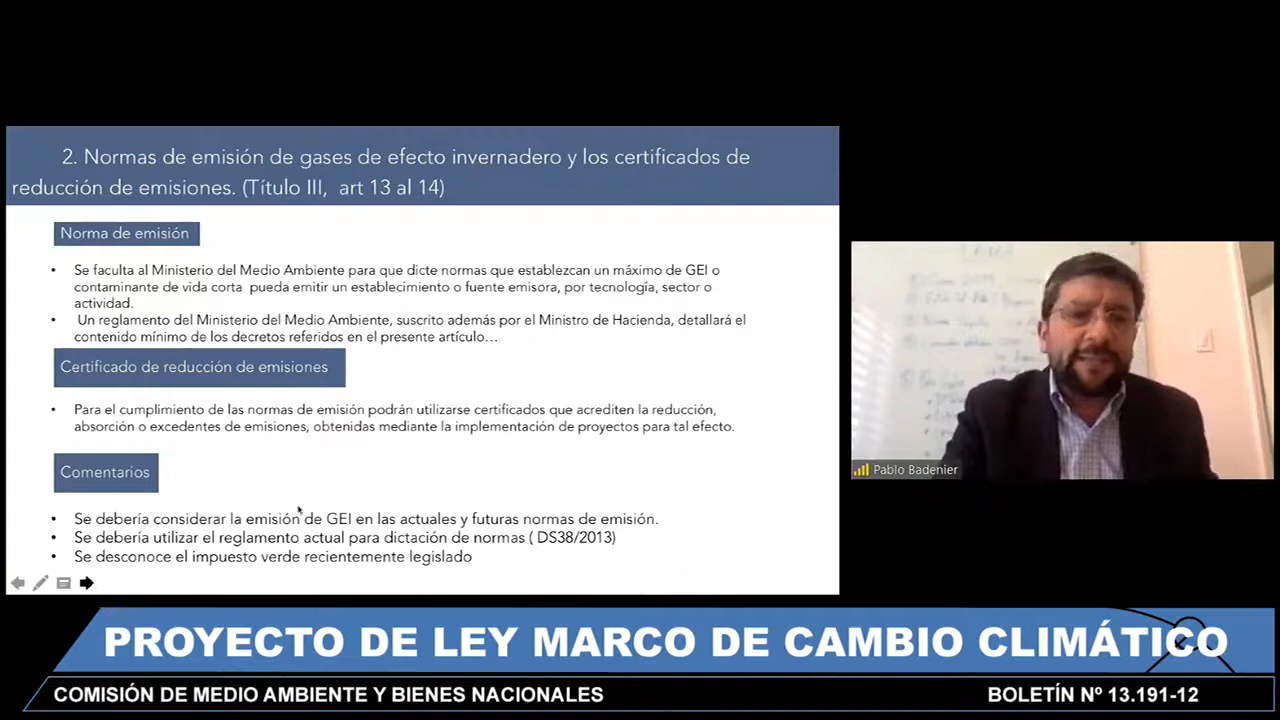 2. Normas de emisión de gases de efecto invernadero y los certificados de
reducción de emisiones. (Título III, art 13 al 14)
Norma de emisión
• Se faculta al Ministerio del Medio Ambiente para que dicte normas que establezcan un máximo de GEI o
contaminante de vida corta pueda emitir un establecimiento o fuente emisora, por tecnología, sector o
actividad.
• Un reglamento del Ministerio del Medio Ambiente, suscrito además por el Ministro de Hacienda, detallará el
contenido mínimo de los decretos referidos en el presente artículo…
Certificado de reducción de emisiones
• Para el cumplimiento de las normas de emisión podrán utilizarse certificados que acrediten la reducción,
absorción o excedentes de emisiones, obtenidas mediante la implementación de proyectos para tal efecto.
Comentarios
• Se debería considerar la emisión de GEI en las actuales y futuras normas de emisión.
• Se debería utilizar el reglamento actual para dictación de normas ( DS38/2013)
• Se desconoce el impuesto verde recientemente legislado
Pablo Badenier
PROYECTO DE LEY MARCO DE CAMBIO CLIMÁTICO
COMISIÓN DE MEDIO AMBIENTE Y BIENES NACIONALES
BOLETÍN Nº 13.191-12